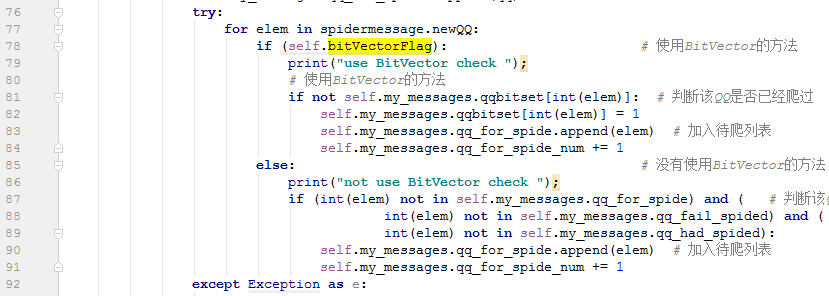 76 try:
77 for elem in spidermessage.newQQ:
78 if (self.bitVectorFlag): # 使用BitVector的方法
79 print("use BitVector check ");
80 # 使用BitVector的方法
81 if not self.my_messages.qqbitset[int(elem)]: # 判断该QQ是否已经爬过
82 self.my_messages.qqbitset[int(elem)] = 1
83 self.my_messages.qq_for_spide.append(elem) # 加入待爬列表
84 self.my_messages.qq_for_spide_num += 1
85 else: # 没有使用BitVector的方法
86 print("not use BitVector check ");
87 if (int(elem) not in self.my_messages.qq_for_spide) and ( # 判断该
88 int(elem) not in self.my_messages.qq_fail_spided) and (
89 int(elem) not in self.my_messages.qq_had_spided):
90 self.my_messages.qq_for_spide.append(elem) # 加入待爬列表
91 self.my_messages.qq_for_spide_num += 1
92 except Exception as e: